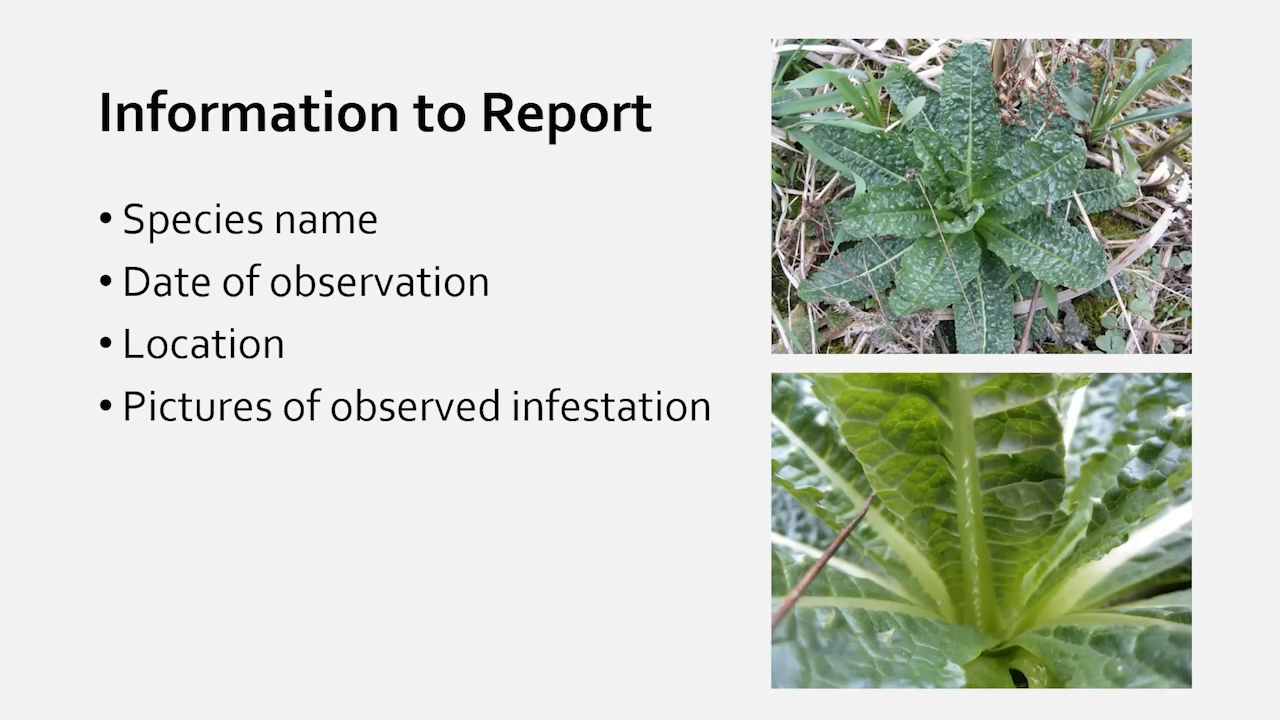 Information to Report
• Species name
• Date of observation
• Location
• Pictures of observed infestation